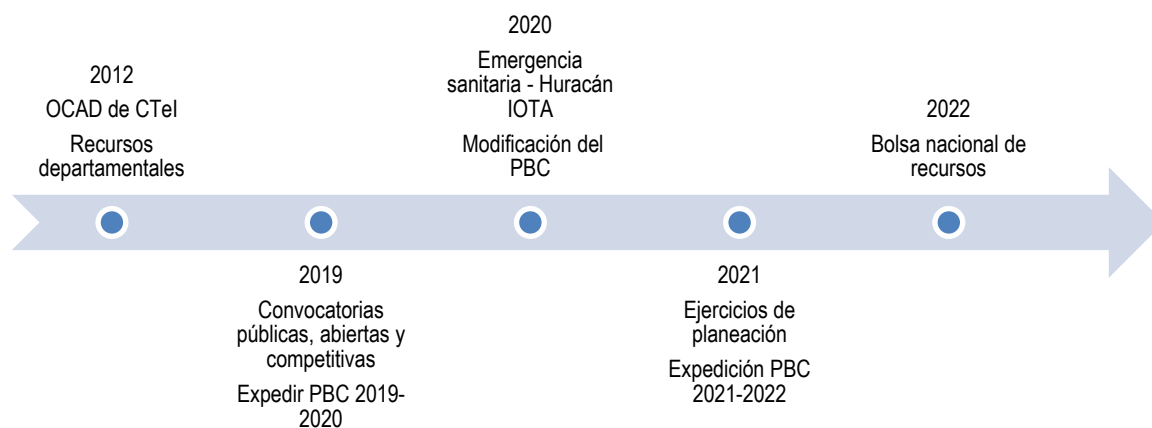 2012
OCAD de CTeI
Recursos
departamentales
2019
Convocatorias
públicas, abiertas y
competitivas
Expedir PBC 2019-
2020
2020
Emergencia
sanitaria - Huracán
IOTA
Modificación del
PBC
2021
Ejercicios de
planeación
Expedición PBC
2021-2022
2022
Bolsa nacional de
recursos